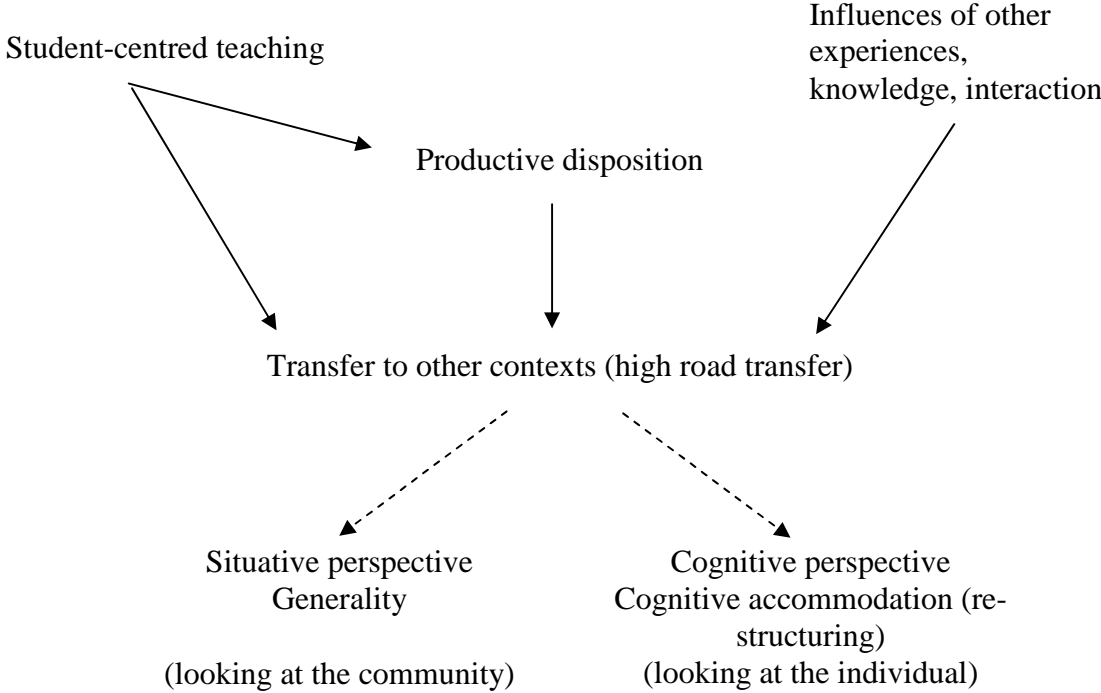 Student-centred teaching
Influences of other
experiences,
knowledge, interaction
Productive disposition
Transfer to other contexts (high road transfer)
Situative perspective
Generality
(looking at the community)
Cognitive perspective
Cognitive accommodation (re-
structuring)
(looking at the individual)